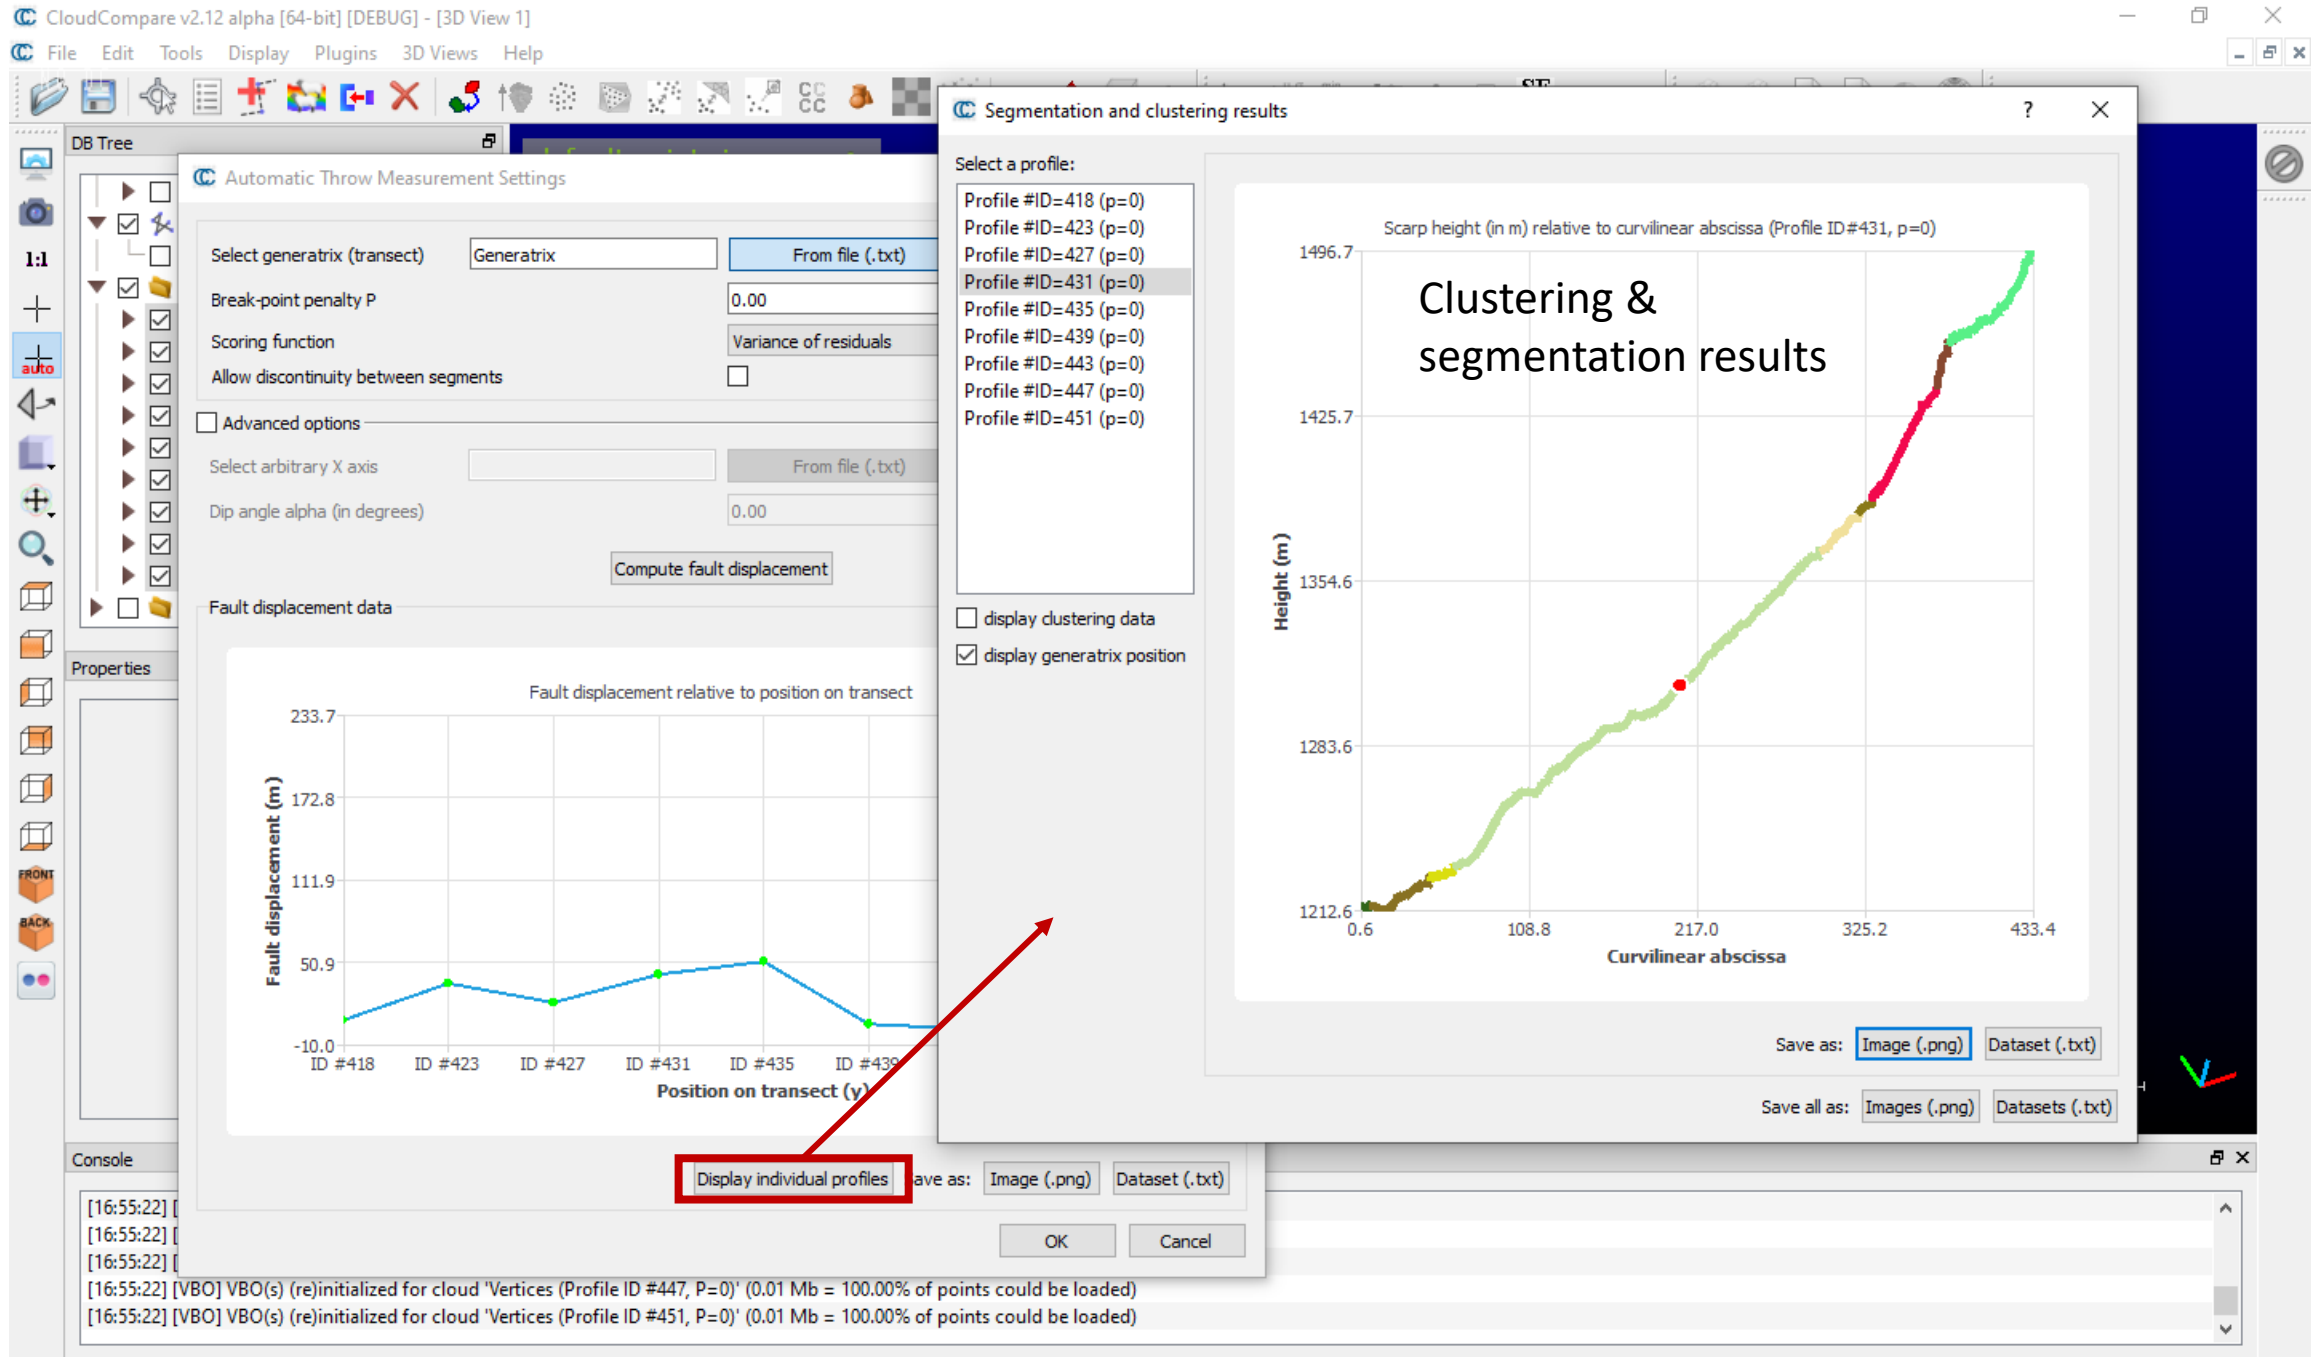 CloudCompare v2.12 alpha [64-bit] [DEBUG] - [3D View 1]
File Edit Tools Display Plugins 3D Views Help
1:1
auto
FRONT
BACK
CC
CC
SF
DB Tree
Properties
Automatic Throw Measurement Settings
Select generatrix (transect) Generatrix From file (.txt)
Break-point penalty P 0.00
Scoring function Variance of residuals
Allow discontinuity between segments
Advanced options
Select arbitrary X axis From file (.txt)
Dip angle alpha (in degrees) 0.00
Compute fault displacement
Fault displacement data
Fault displacement relative to position on transect
Fault displacement (m)
233.7
172.8
111.9
50.9
-10.0
ID #418 ID #423 ID #427 ID #431 ID #435 ID #439
Position on transect (y)
Display individual profiles ave as: Image (.png) Dataset (.txt)
OK Cancel
Segmentation and clustering results ?
Select a profile:
Profile #ID=418 (p=0)
Profile #ID=423 (p=0)
Profile #ID=427 (p=0)
Profile #ID=431 (p=0)
Profile #ID=435 (p=0)
Profile #ID=439 (p=0)
Profile #ID=443 (p=0)
Profile #ID=447 (p=0)
Profile #ID=451 (p=0)
display clustering data
display generatrix position
Scarp height (in m) relative to curvilinear abscissa (Profile ID#431, p=0)
Clustering &
segmentation results
Height (m)
1496.7
1425.7
1354.6
1283.6
1212.6
0.6 108.8 217.0 325.2 433.4
Curvilinear abscissa
Save as: Image (.png) Dataset (.txt)
Save all as: Images (.png) Datasets (.txt)
Console
[16:55:22] [
[16:55:22] [
[16:55:22] [
[16:55:22] [VBO] VBO(s) (re)initialized for cloud 'Vertices (Profile ID #447, P=0)' (0.01 Mb = 100.00% of points could be loaded)
[16:55:22] [VBO] VBO(s) (re)initialized for cloud 'Vertices (Profile ID #451, P=0)' (0.01 Mb = 100.00% of points could be loaded)